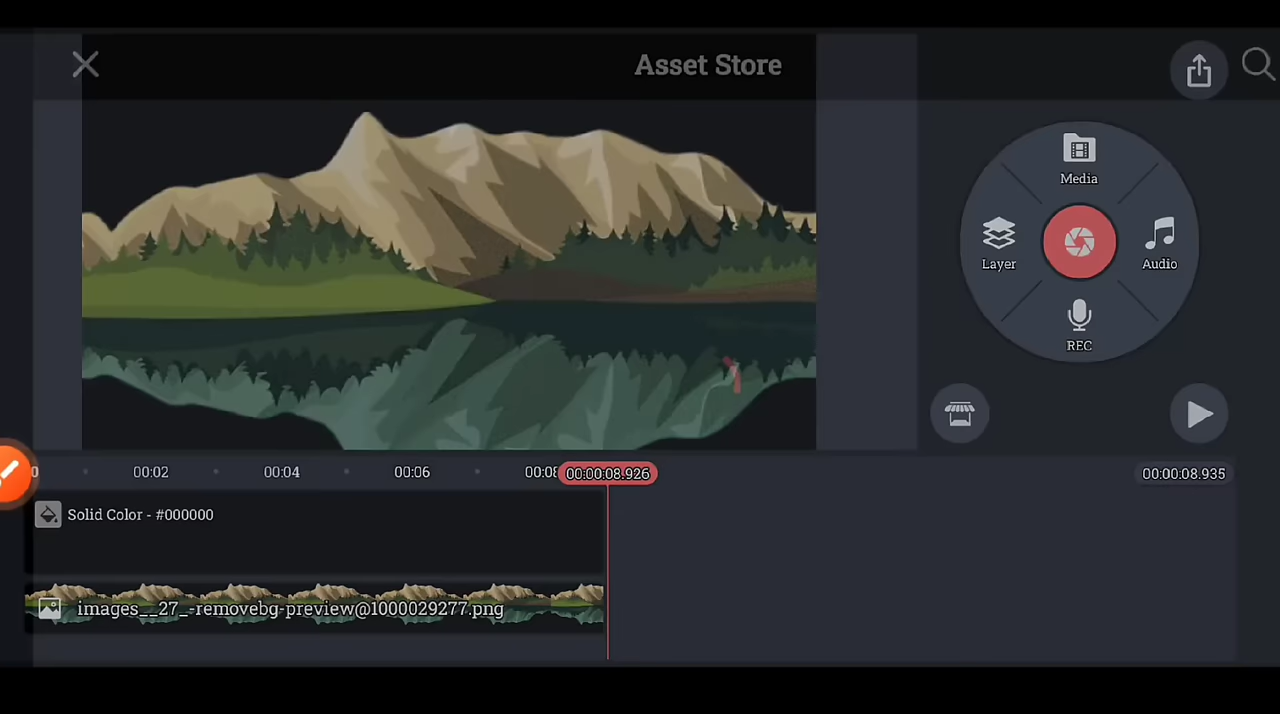 Asset Store
Media
Layer
Audio
REC
0
00:02
00:04
00:06
00:08
00:00:08.926
00:00:08.935
Solid Color - #000000
images__27_-removebg-preview@1000029277.png